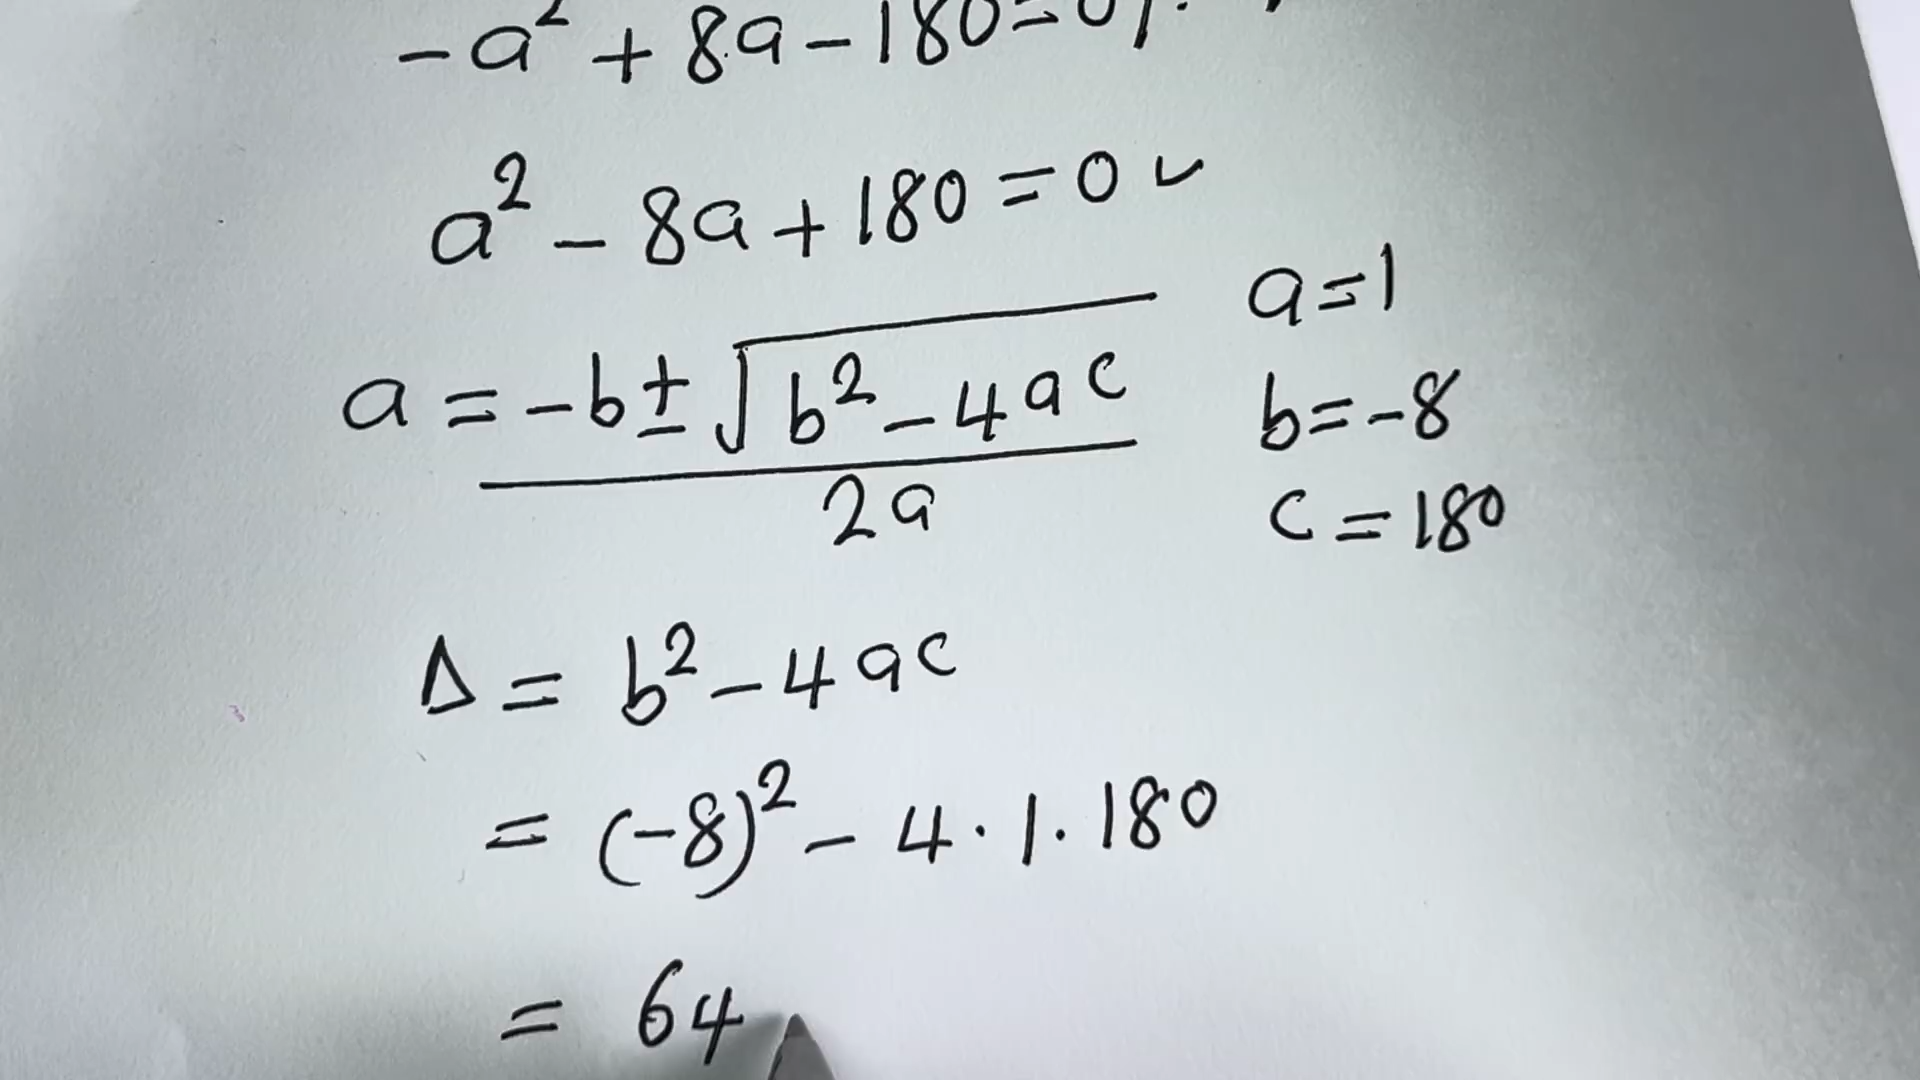 -a² + 8a - 180 = 0
a² - 8a + 180 = 0 ✓
a = 1
a = -b ± √b² - 4ac
b = -8
2a
c = 180
Δ = b² - 4ac
= (-8)² - 4 · 1 · 180
= 64